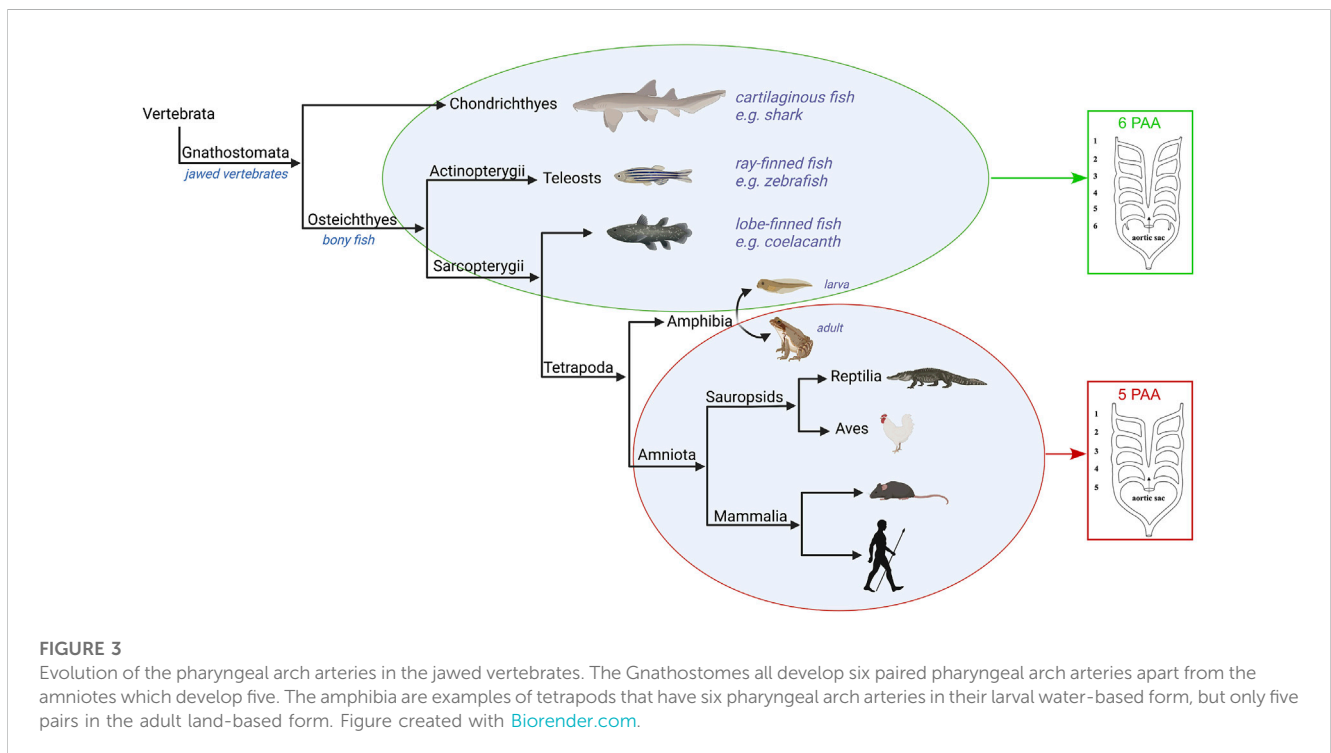 Vertebrata
Gnathostomata
jawed vertebrates
Chondrichthyes
cartilaginous fish
e.g. shark
Osteichthyes
bony fish
Actinopterygii
Teleosts
ray-finned fish
e.g. zebrafish
Sarcopterygii
lobe-finned fish
e.g. coelacanth
Tetrapoda
Amphibia
larva
adult
Amniota
Sauropsids
Reptilia
Aves
Mammalia
6 PAA
1
2
3
4
5
6
aortic sac
5 PAA
1
2
3
4
5
aortic sac
FIGURE 3
Evolution of the pharyngeal arch arteries in the jawed vertebrates. The Gnathostomes all develop six paired pharyngeal arch arteries apart from the
amniotes which develop five. The amphibia are examples of tetrapods that have six pharyngeal arch arteries in their larval water-based form, but only five
pairs in the adult land-based form. Figure created with Biorender.com.